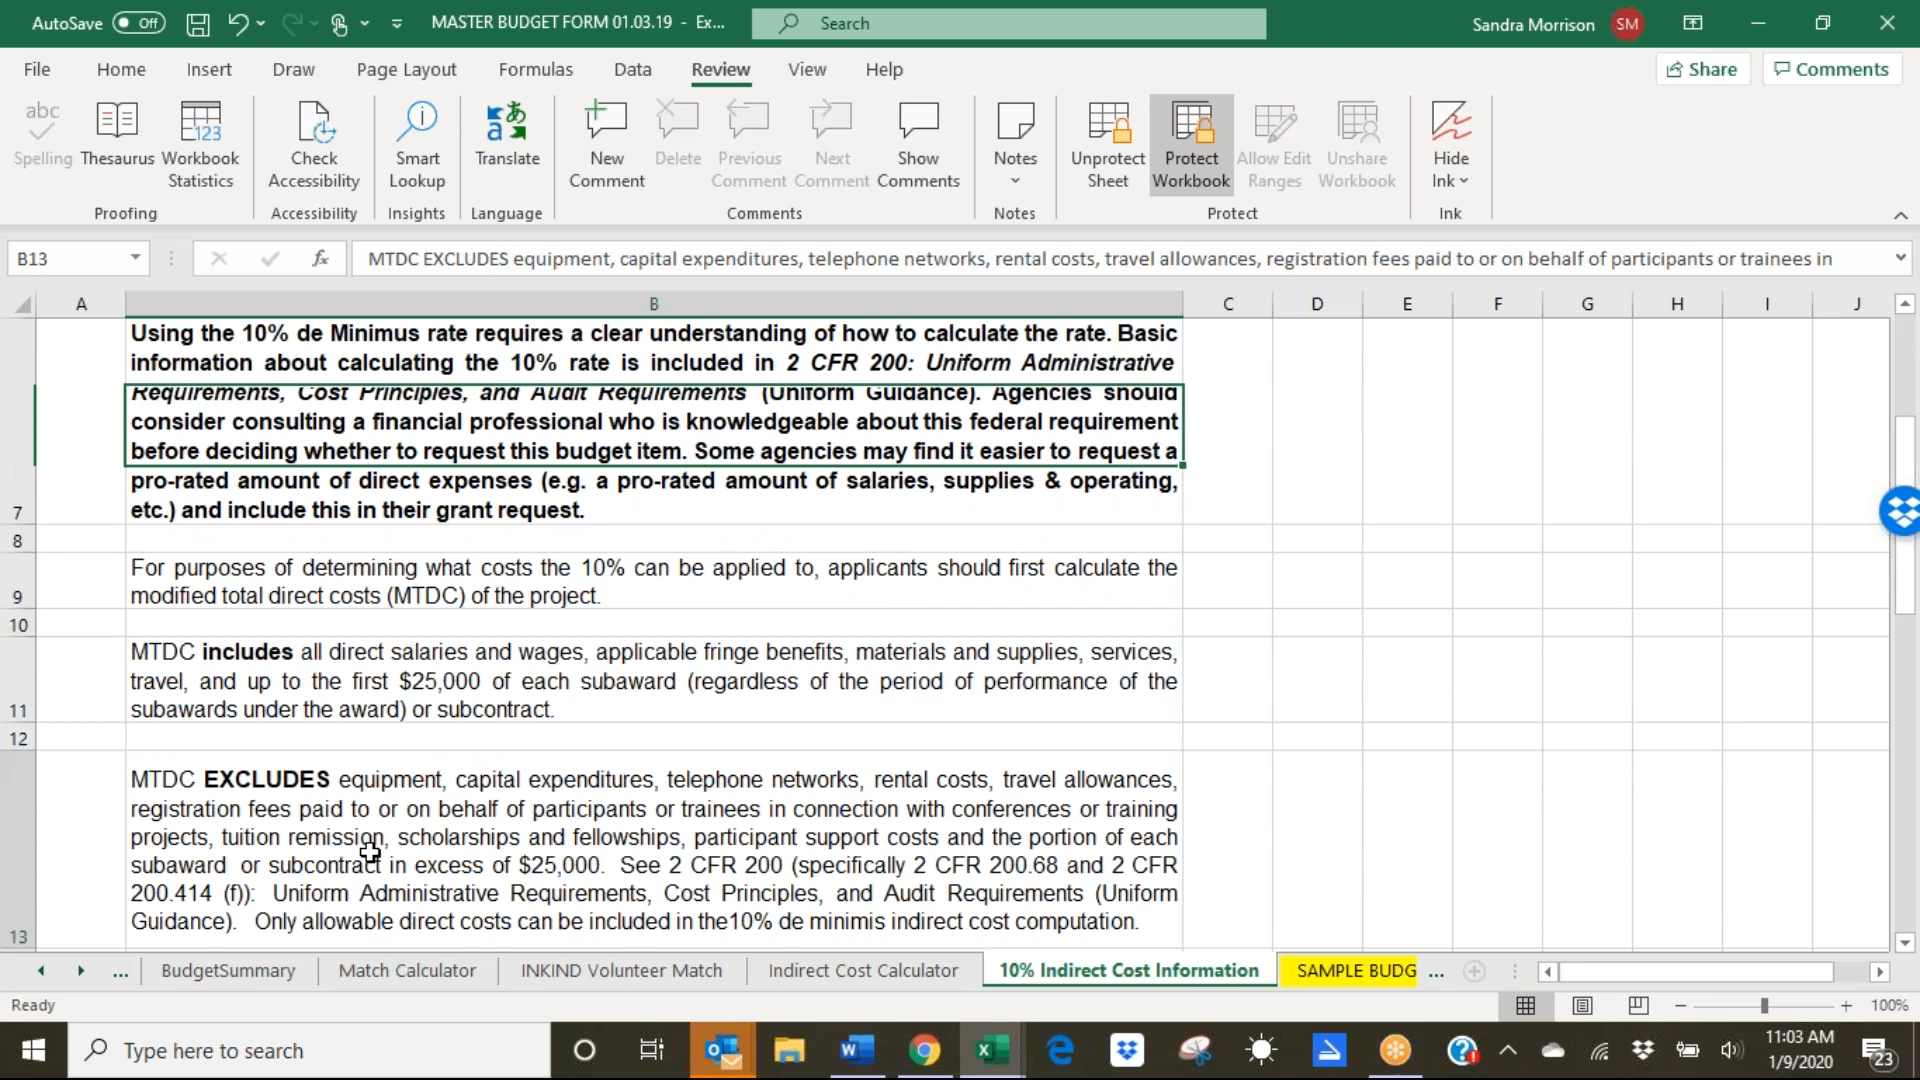 AutoSave Off MASTER BUDGET FORM 01.03.19 - Ex... Search Sandra Morrison SM
File Home Insert Draw Page Layout Formulas Data Review View Help Share Comments
abc 123
Spelling Thesaurus Workbook Statistics Check Accessibility Smart Lookup Translate New Comment Delete Previous Comment Next Comment Show Comments Notes Unprotect Sheet Protect Workbook Allow Edit Ranges Unshare Workbook Hide Ink
Proofing Accessibility Insights Language Comments Notes Protect Ink
B13 fx MTDC EXCLUDES equipment, capital expenditures, telephone networks, rental costs, travel allowances, registration fees paid to or on behalf of participants or trainees in
A B C D E F G H I J
Using the 10% de Minimus rate requires a clear understanding of how to calculate the rate. Basic
information about calculating the 10% rate is included in 2 CFR 200: Uniform Administrative
Requirements, Cost Principles, and Audit Requirements (Uniform Guidance). Agencies should
consider consulting a financial professional who is knowledgeable about this federal requirement
before deciding whether to request this budget item. Some agencies may find it easier to request a
pro-rated amount of direct expenses (e.g. a pro-rated amount of salaries, supplies & operating,
7 etc.) and include this in their grant request.
8
For purposes of determining what costs the 10% can be applied to, applicants should first calculate the
9 modified total direct costs (MTDC) of the project.
10
MTDC includes all direct salaries and wages, applicable fringe benefits, materials and supplies, services,
travel, and up to the first $25,000 of each subaward (regardless of the period of performance of the
11 subawards under the award) or subcontract.
12
MTDC EXCLUDES equipment, capital expenditures, telephone networks, rental costs, travel allowances,
registration fees paid to or on behalf of participants or trainees in connection with conferences or training
projects, tuition remission, scholarships and fellowships, participant support costs and the portion of each
subaward or subcontract in excess of $25,000. See 2 CFR 200 (specifically 2 CFR 200.68 and 2 CFR
200.414 (f)): Uniform Administrative Requirements, Cost Principles, and Audit Requirements (Uniform
13 Guidance). Only allowable direct costs can be included in the10% de minimis indirect cost computation.
... BudgetSummary Match Calculator INKIND Volunteer Match Indirect Cost Calculator 10% Indirect Cost Information SAMPLE BUDG ...
Ready 100%
Type here to search 11:03 AM
1/9/2020 23